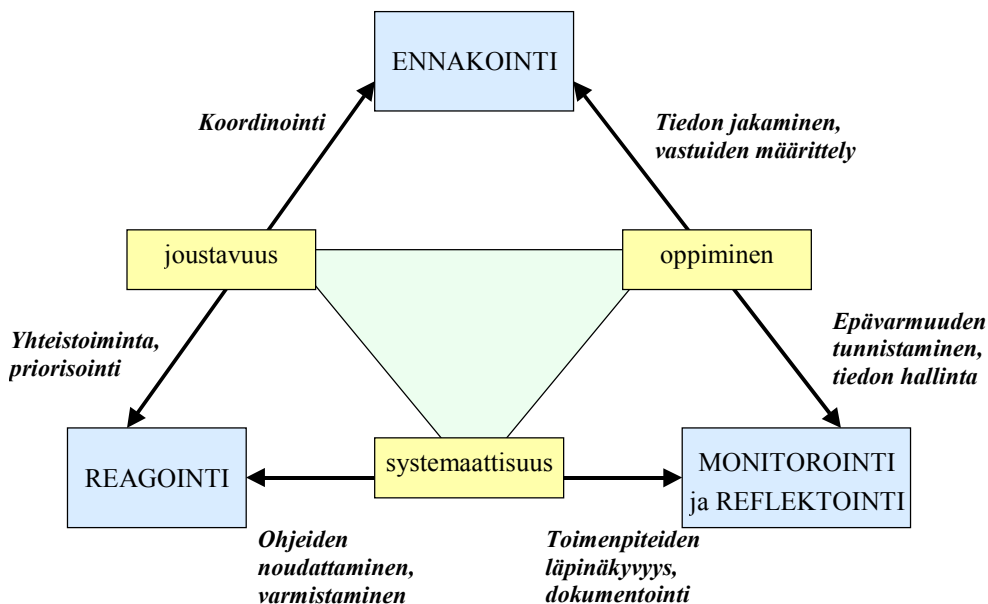 ENNAKOINTI
Koordinointi
Tiedon jakaminen,
vastuiden määrittely
joustavuus
oppiminen
Yhteistoiminta,
priorisointi
Epävarmuuden
tunnistaminen,
tiedon hallinta
REAGOINTI
systemaattisuus
MONITOROINTI
ja REFLEKTOINTI
Ohjeiden
noudattaminen,
varmistaminen
Toimenpiteiden
läpinäkyvyys,
dokumentointi